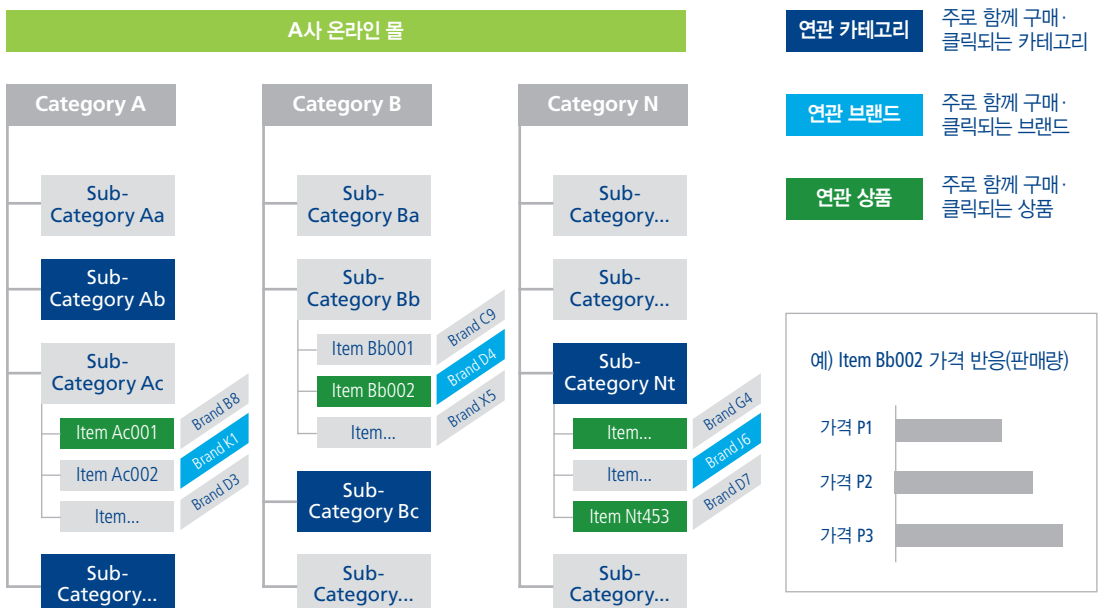 A사 온라인 몰
Category A
Sub-
Category Aa
Sub-
Category Ab
Sub-
Category Ac
Item Ac001
Item Ac002
Item...
Brand B8
Brand K1
Brand D3
Sub-
Category...
Category B
Sub-
Category Ba
Sub-
Category Bb
Item Bb001
Item Bb002
Item...
Brand C9
Brand D4
Brand X5
Sub-
Category Bc
Sub-
Category...
Category N
Sub-
Category...
Sub-
Category...
Sub-
Category Nt
Item...
Item...
Item Nt453
Brand G4
Brand J6
Brand D7
Sub-
Category...
연관 카테고리
주로 함께 구매·
클릭되는 카테고리
연관 브랜드
주로 함께 구매·
클릭되는 브랜드
연관 상품
주로 함께 구매·
클릭되는 상품
예) Item Bb002 가격 반응(판매량)
가격 P1
가격 P2
가격 P3